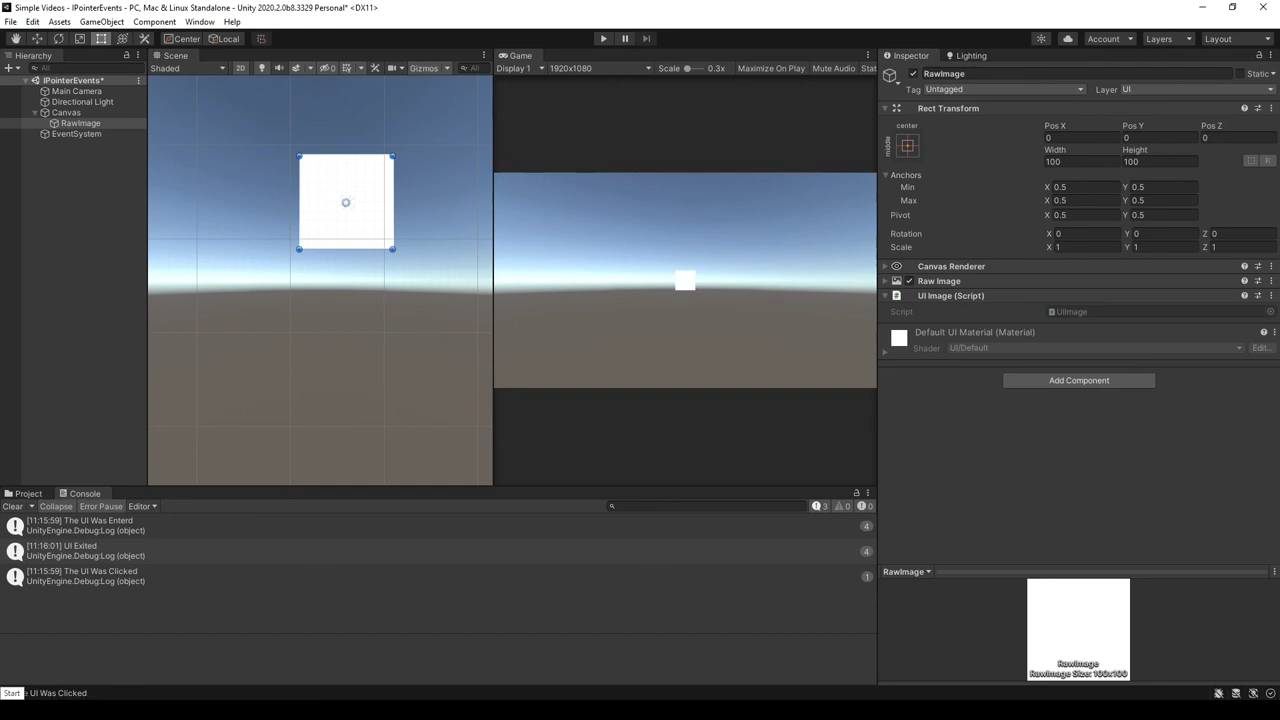 Simple Videos - IPointerEvents - PC, Mac & Linux Standalone - Unity 2020.2.0b8.3329 Personal* <DX11>
File Edit Assets GameObject Component Window Help
Center Local Account Layers Layout
Hierarchy
All
IPointerEvents*
Main Camera
Directional Light
Canvas
RawImage
EventSystem
Scene
Shaded 2D 0 Gizmos All
Game
Display 1 1920x1080 Scale 0.3x Maximize On Play Mute Audio Stat
Inspector Lighting
RawImage Static
Tag Untagged Layer UI
Rect Transform
center
middle
Pos X Pos Y Pos Z
0 0 0
Width Height
100 100 R
Anchors
Min X 0.5 Y 0.5
Max X 0.5 Y 0.5
Pivot X 0.5 Y 0.5
Rotation X 0 Y 0 Z 0
Scale X 1 Y 1 Z 1
Canvas Renderer
Raw Image
UI Image (Script)
Script UIImage
Default UI Material (Material)
Shader UI/Default Edit...
Add Component
Project Console
Clear Collapse Error Pause Editor 3 0 0
[11:15:59] The UI Was Enterd
UnityEngine.Debug:Log (object) 4
[11:16:01] UI Exited
UnityEngine.Debug:Log (object) 4
[11:15:59] The UI Was Clicked
UnityEngine.Debug:Log (object) 1
RawImage
RawImage
RawImage Size: 100x100
Start
UI Was Clicked